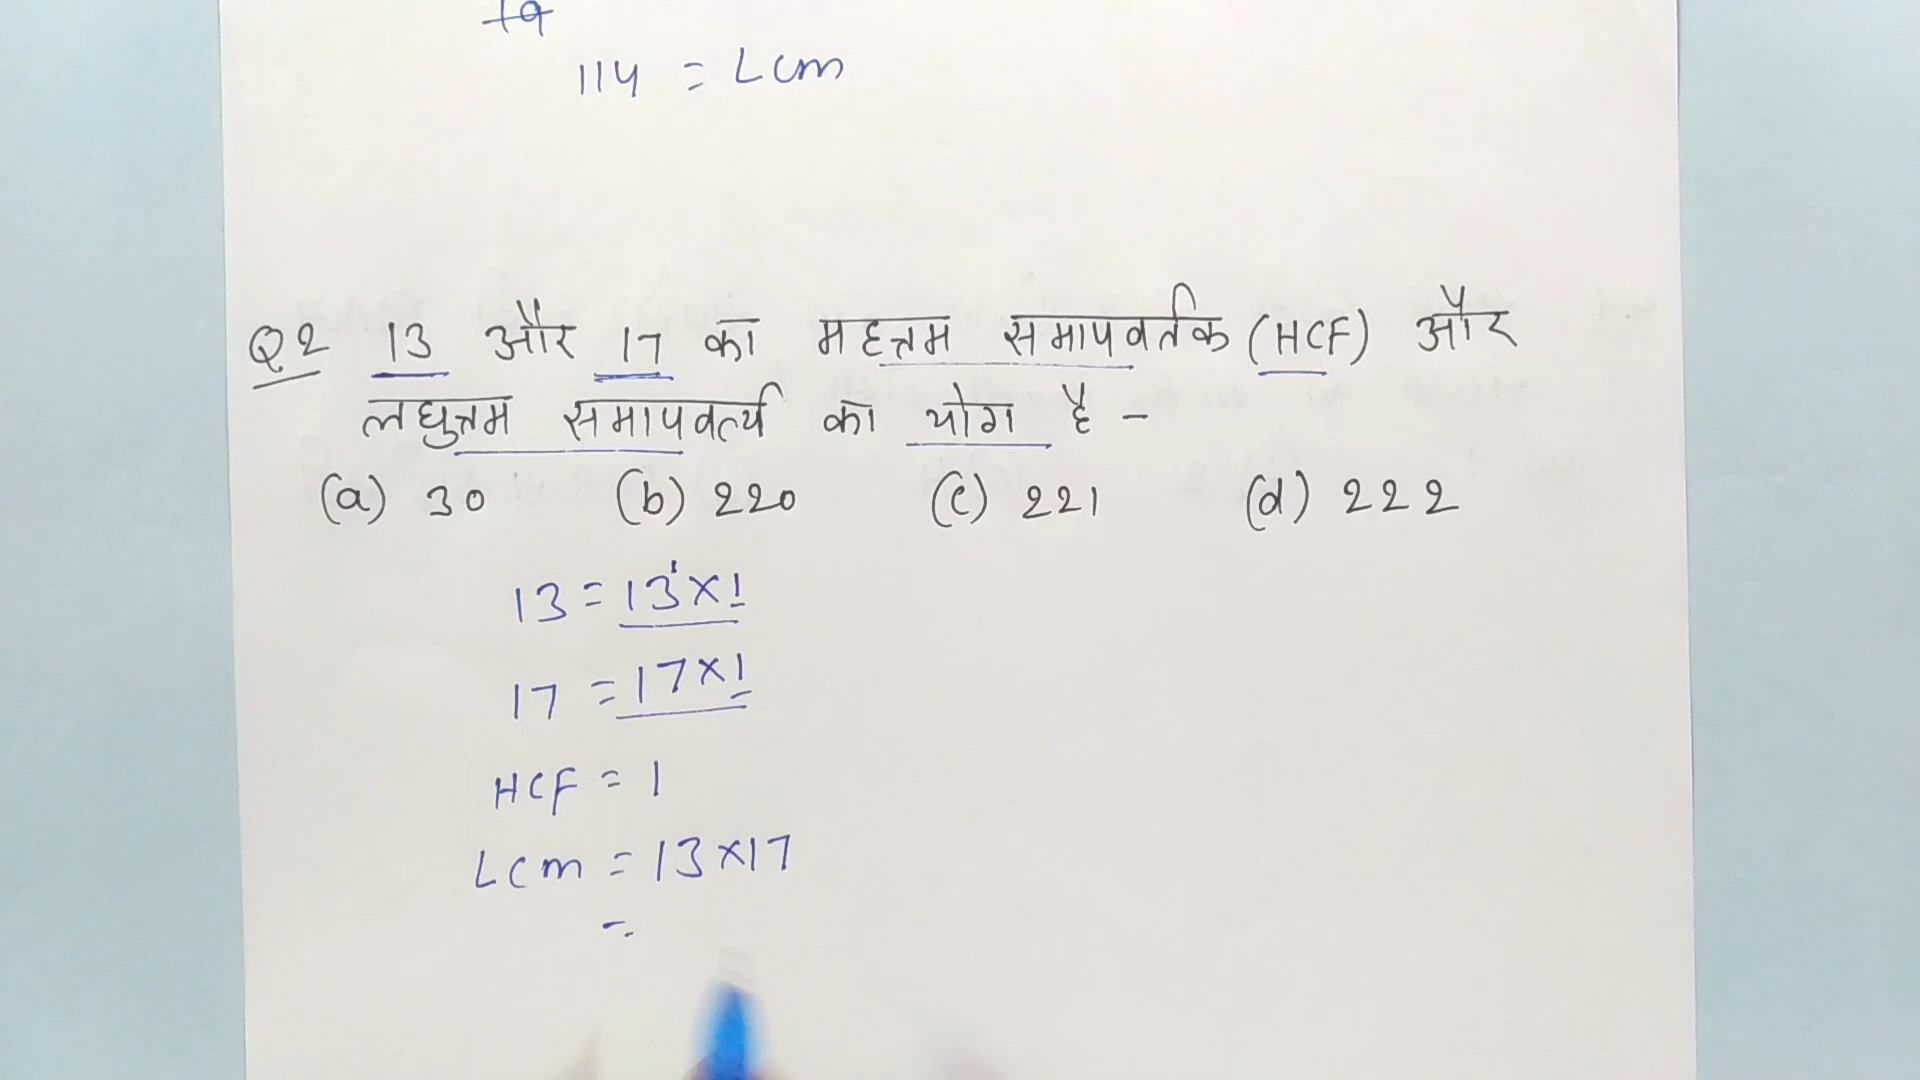 114 = Lcm
Q2 13 और 17 का महत्तम समापवर्तक (HCF) और
लघुत्तम समापवर्त्य का योग है -
(a) 30 (b) 220 (c) 221 (d) 222
13 = 13¹×1
17 = 17×1
HCF = 1
Lcm = 13×17
=